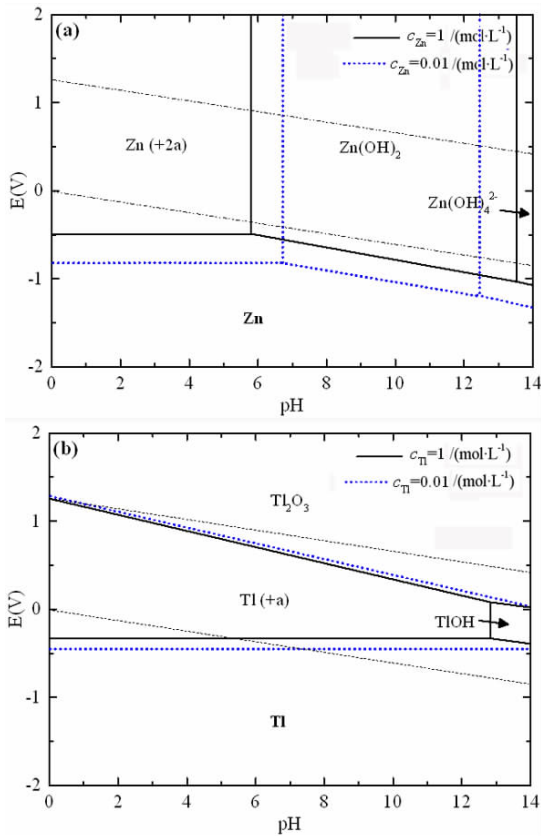 (a)
c_Zn=1 /(mol·L⁻¹)
c_Zn=0.01 /(mol·L⁻¹)
2
1
0
-1
-2
E(V)
Zn (+2a)
Zn(OH)₂
Zn(OH)₄²⁻
Zn
0 2 4 6 8 10 12 14
pH
(b)
c_Tl=1 /(mol·L⁻¹)
c_Tl=0.01 /(mol·L⁻¹)
2
1
0
-1
-2
E(V)
Tl₂O₃
Tl (+a)
TlOH
Tl
0 2 4 6 8 10 12 14
pH